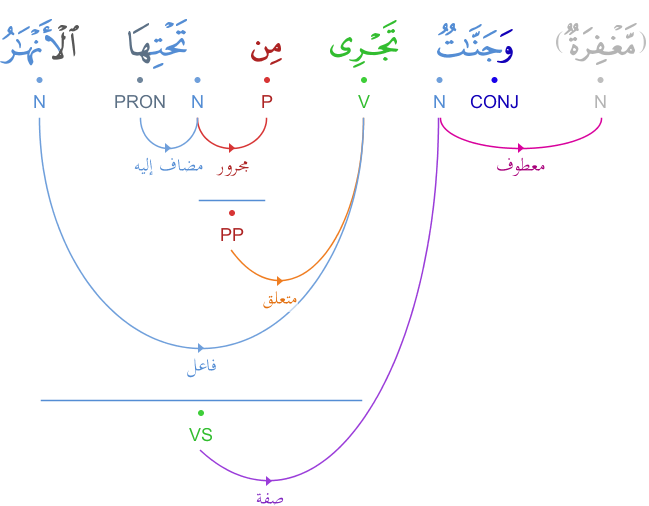 (مَّغْفِرَةٌ) وَجَنَّٰتٌ تَجْرِى مِن تَحْتِهَا ٱلْأَنْهَٰرُ
N CONJ N V P N PRON N
معطوف
مجرور
مضاف إليه
PP
متعلق
فاعل
VS
صفة